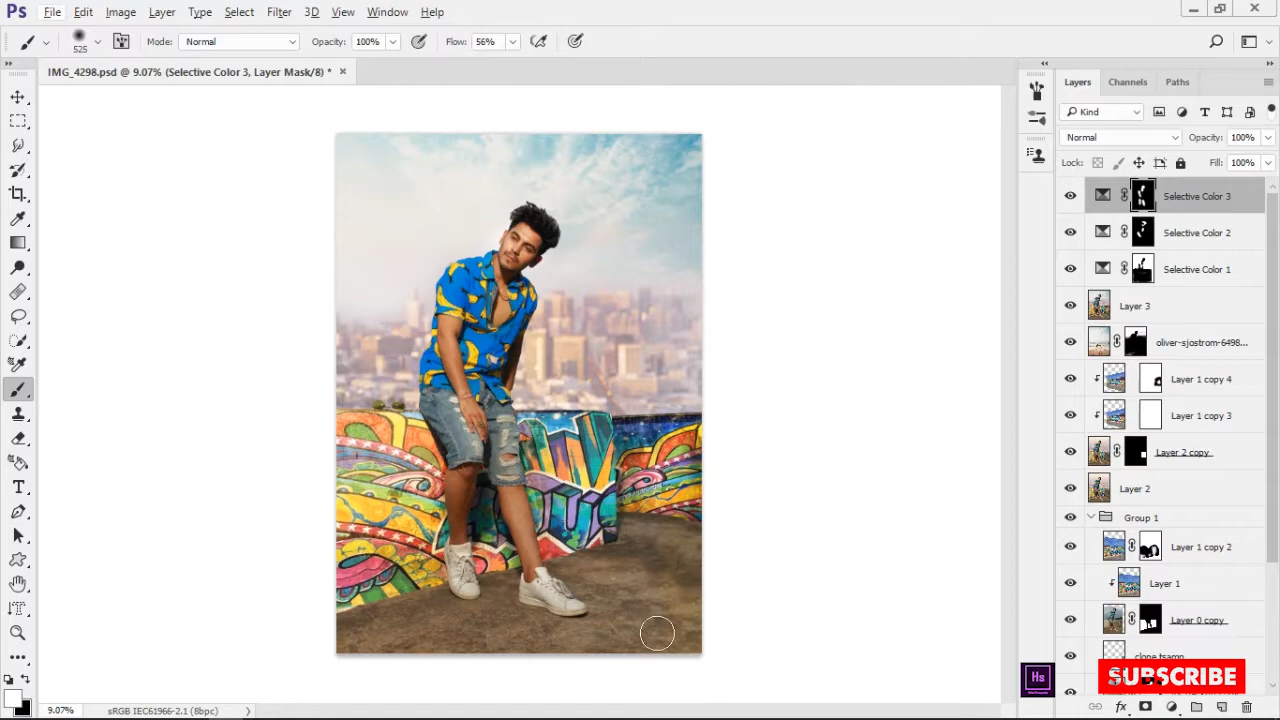 Ps File Edit Image Layer Type Select Filter 3D View Window Help
525 Mode: Normal Opacity: 100% Flow: 56%
IMG_4298.psd @ 9.07% (Selective Color 3, Layer Mask/8) *
Layers Channels Paths
Kind
Normal Opacity: 100%
Lock: Fill: 100%
Selective Color 3
Selective Color 2
Selective Color 1
Layer 3
oliver-sjostrom-6498...
Layer 1 copy 4
Layer 1 copy 3
Layer 2 copy
Layer 2
Group 1
Layer 1 copy 2
Layer 1
Layer 0 copy
clone tsamp
Hs
SUBSCRIBE
9.07% sRGB IEC61966-2.1 (8bpc)